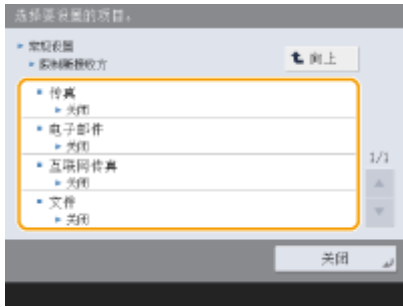 选择要设置的项目。
常规设置
限制新接收方
向上
传真
关闭
电子邮件
关闭
互联网传真
关闭
文件
关闭
1/1
关闭